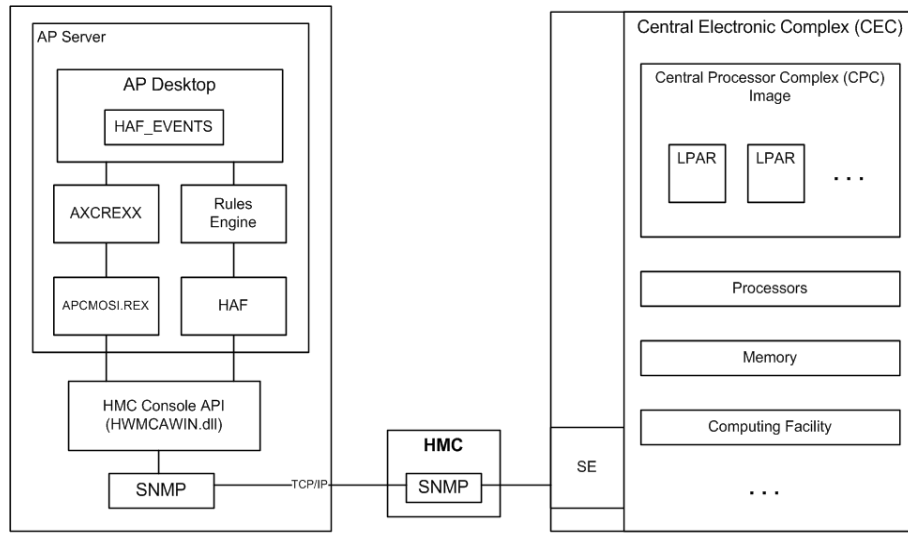 AP Server
AP Desktop
HAF_EVENTS
AXCREXX
Rules
Engine
APCMOSI.REX
HAF
HMC Console API
(HWMCAWIN.dll)
SNMP
TCP/IP
HMC
SNMP
SE
Central Electronic Complex (CEC)
Central Processor Complex (CPC)
Image
LPAR
LPAR
. . .
Processors
Memory
Computing Facility
. . .